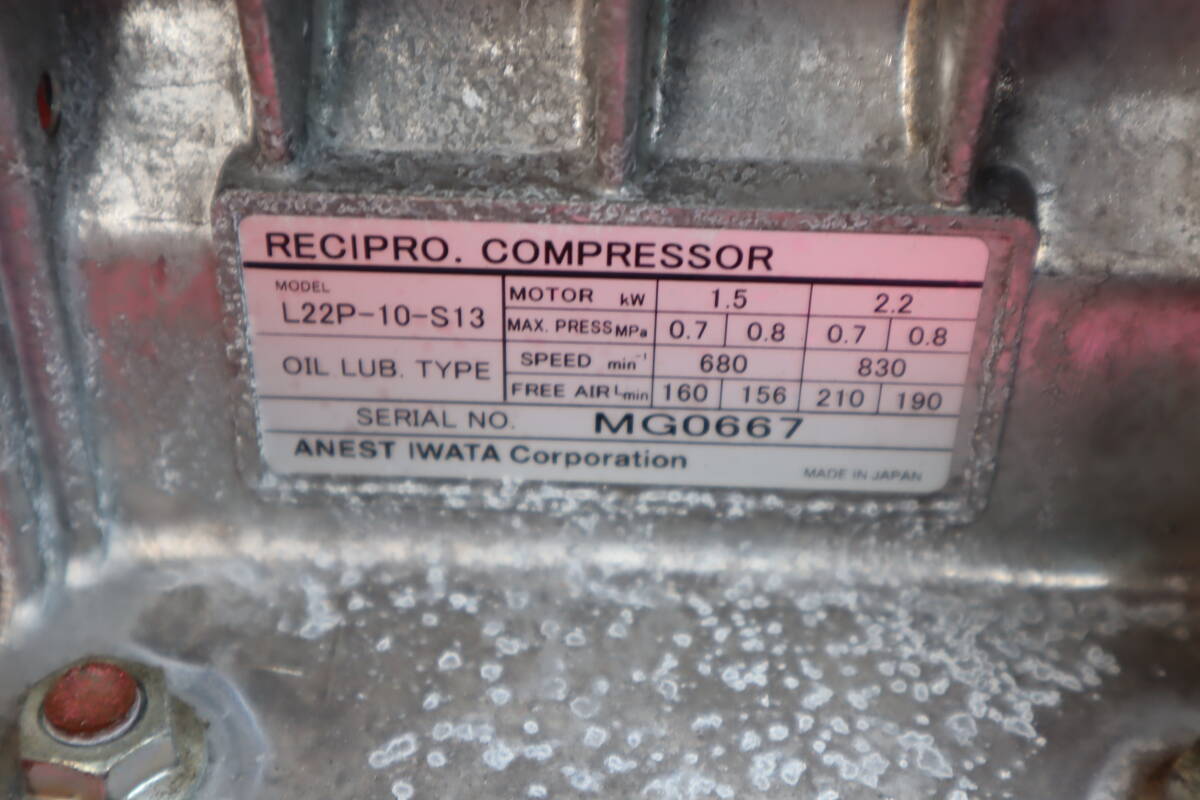 RECIPRO. COMPRESSOR
MODEL
L22P-10-S13
OIL LUB. TYPE
MOTOR kW 1.5 2.2
MAX. PRESS MPa 0.7 0.8 0.7 0.8
SPEED min⁻¹ 680 830
FREE AIR L/min 160 156 210 190
SERIAL NO. MG0667
ANEST IWATA Corporation
MADE IN JAPAN